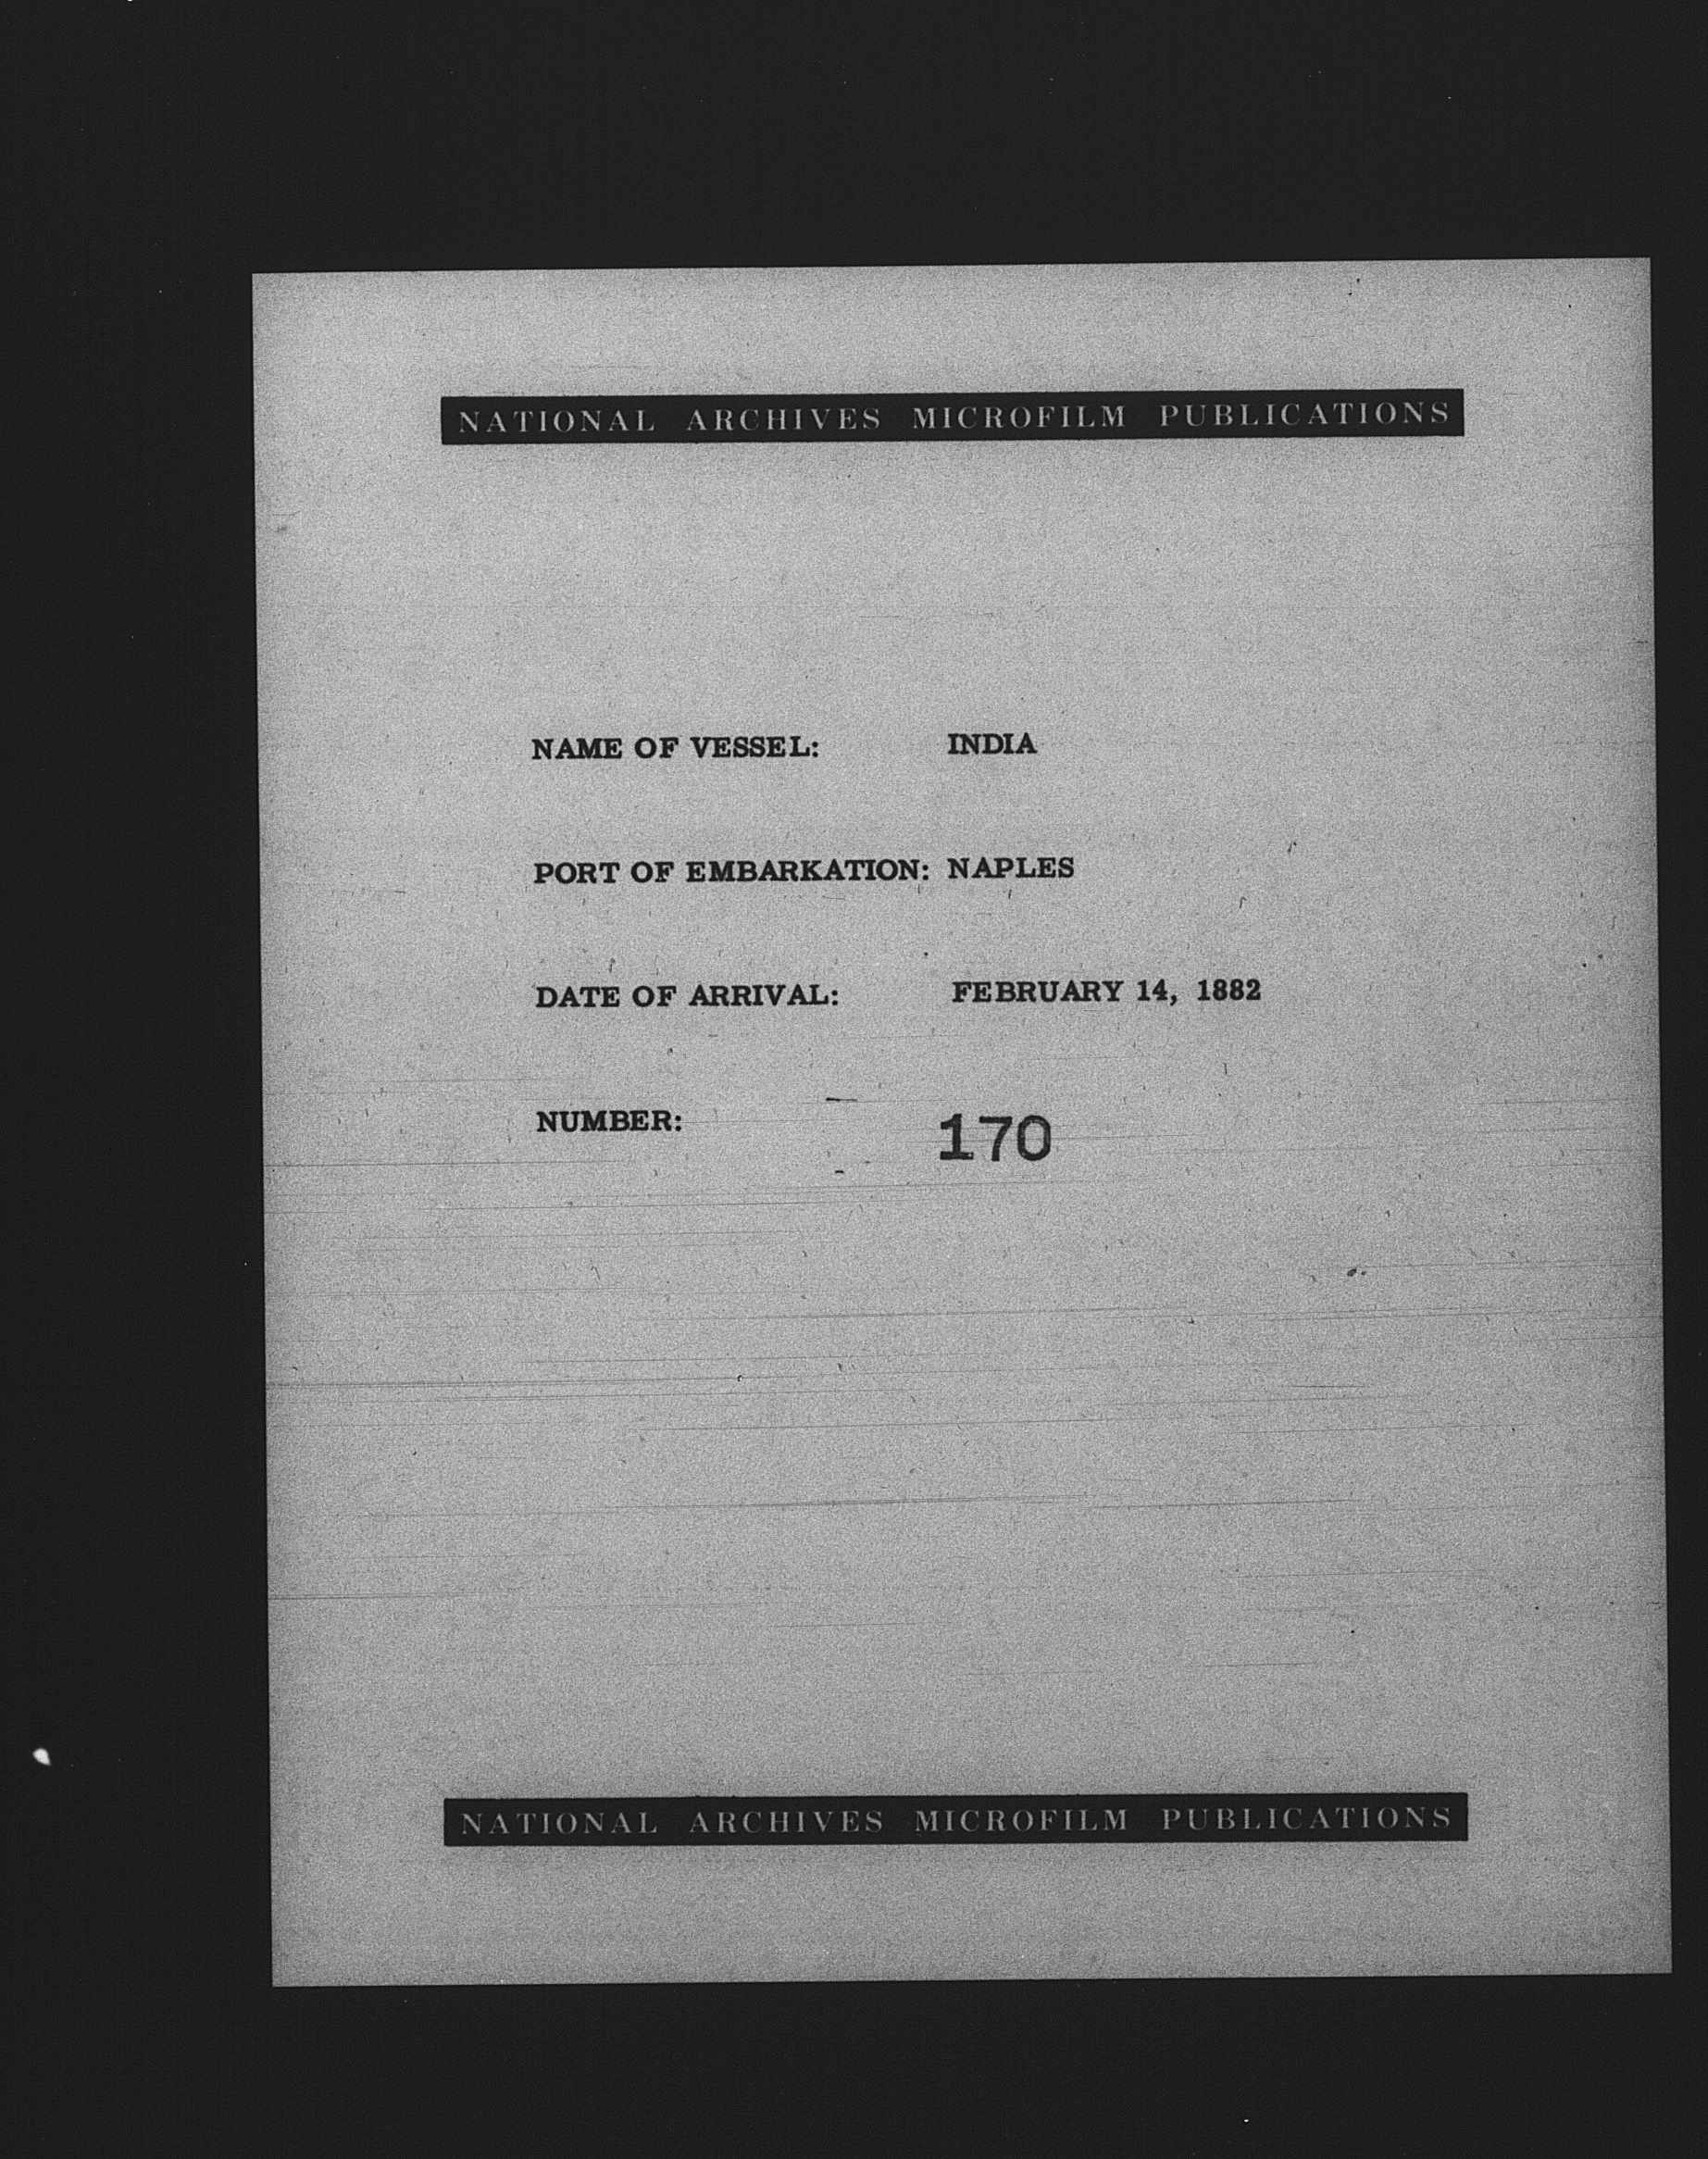 NATIONAL ARCHIVES MICROFILM PUBLICATIONS
NAME OF VESSEL: INDIA
PORT OF EMBARKATION: NAPLES
DATE OF ARRIVAL: FEBRUARY 14, 1882
NUMBER: 170
NATIONAL ARCHIVES MICROFILM PUBLICATIONS